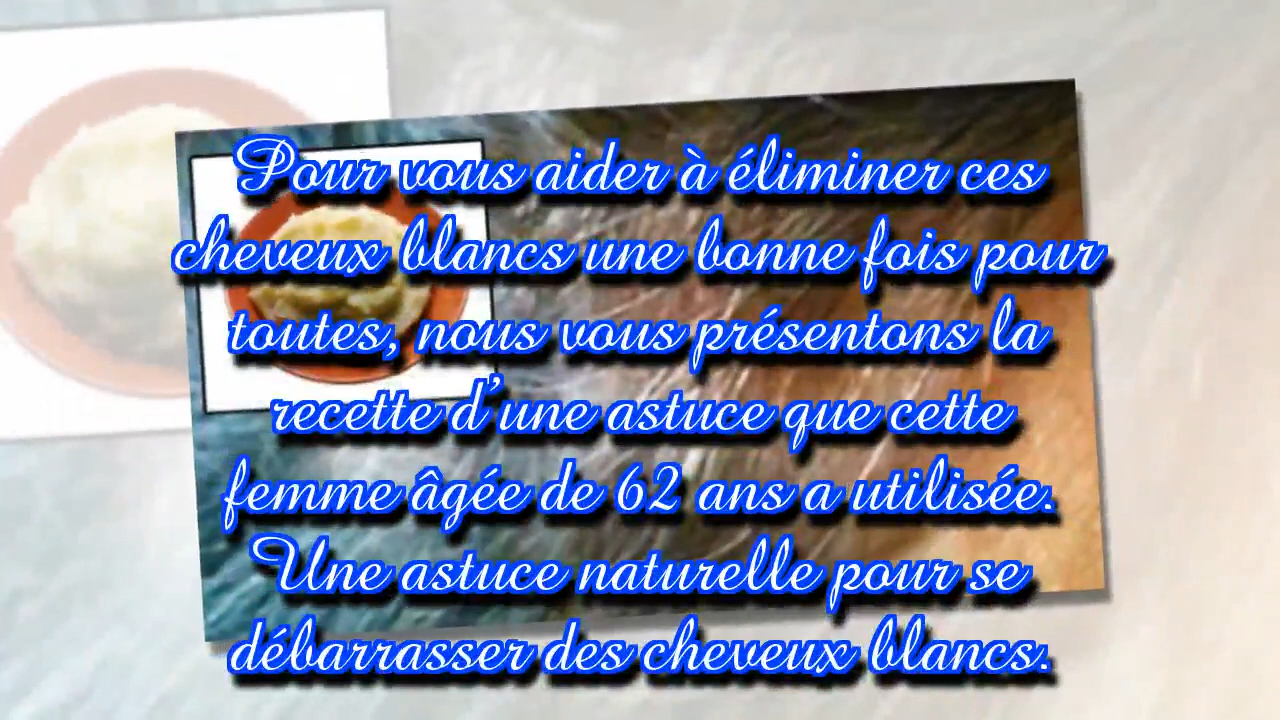 Pour vous aider à éliminer ces
cheveux blancs une bonne fois pour
toutes, nous vous présentons la
recette d'une astuce que cette
femme âgée de 62 ans a utilisée.
Une astuce naturelle pour se
débarrasser des cheveux blancs.